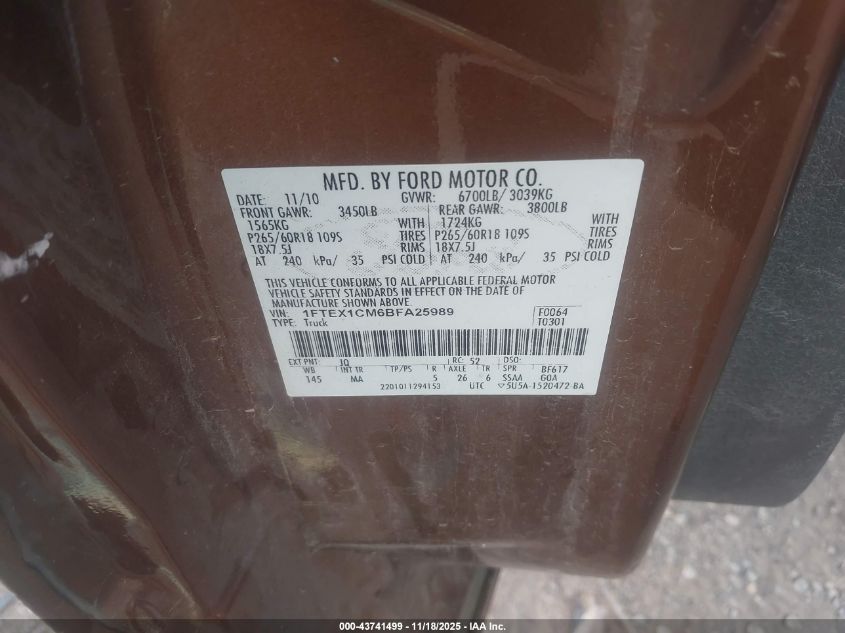 MFD. BY FORD MOTOR CO.
DATE: 11/10 GVWR: 6700LB/ 3039KG
FRONT GAWR: 3450LB REAR GAWR: 3800LB
1565KG WITH 1724KG WITH
P265/60R18 109S TIRES P265/60R18 109S TIRES
18X7.5J RIMS 18X7.5J RIMS
AT 240 kPa/ 35 PSI COLD AT 240 kPa/ 35 PSI COLD
THIS VEHICLE CONFORMS TO ALL APPLICABLE FEDERAL MOTOR
VEHICLE SAFETY STANDARDS IN EFFECT ON THE DATE OF
MANUFACTURE SHOWN ABOVE.
VIN: 1FTEX1CM6BFA25989 F0064
TYPE: Truck T0301
EXT PNT: JQ RC: 52 DSO:
WB INT TR TP/PS R AXLE TR SPR BF617
145 MA 5 26 6 SSAA GOA
2201011294153 UTC ▽5U5A-1520472-BA
000-43741499 — 11/18/2025 — IAA Inc.